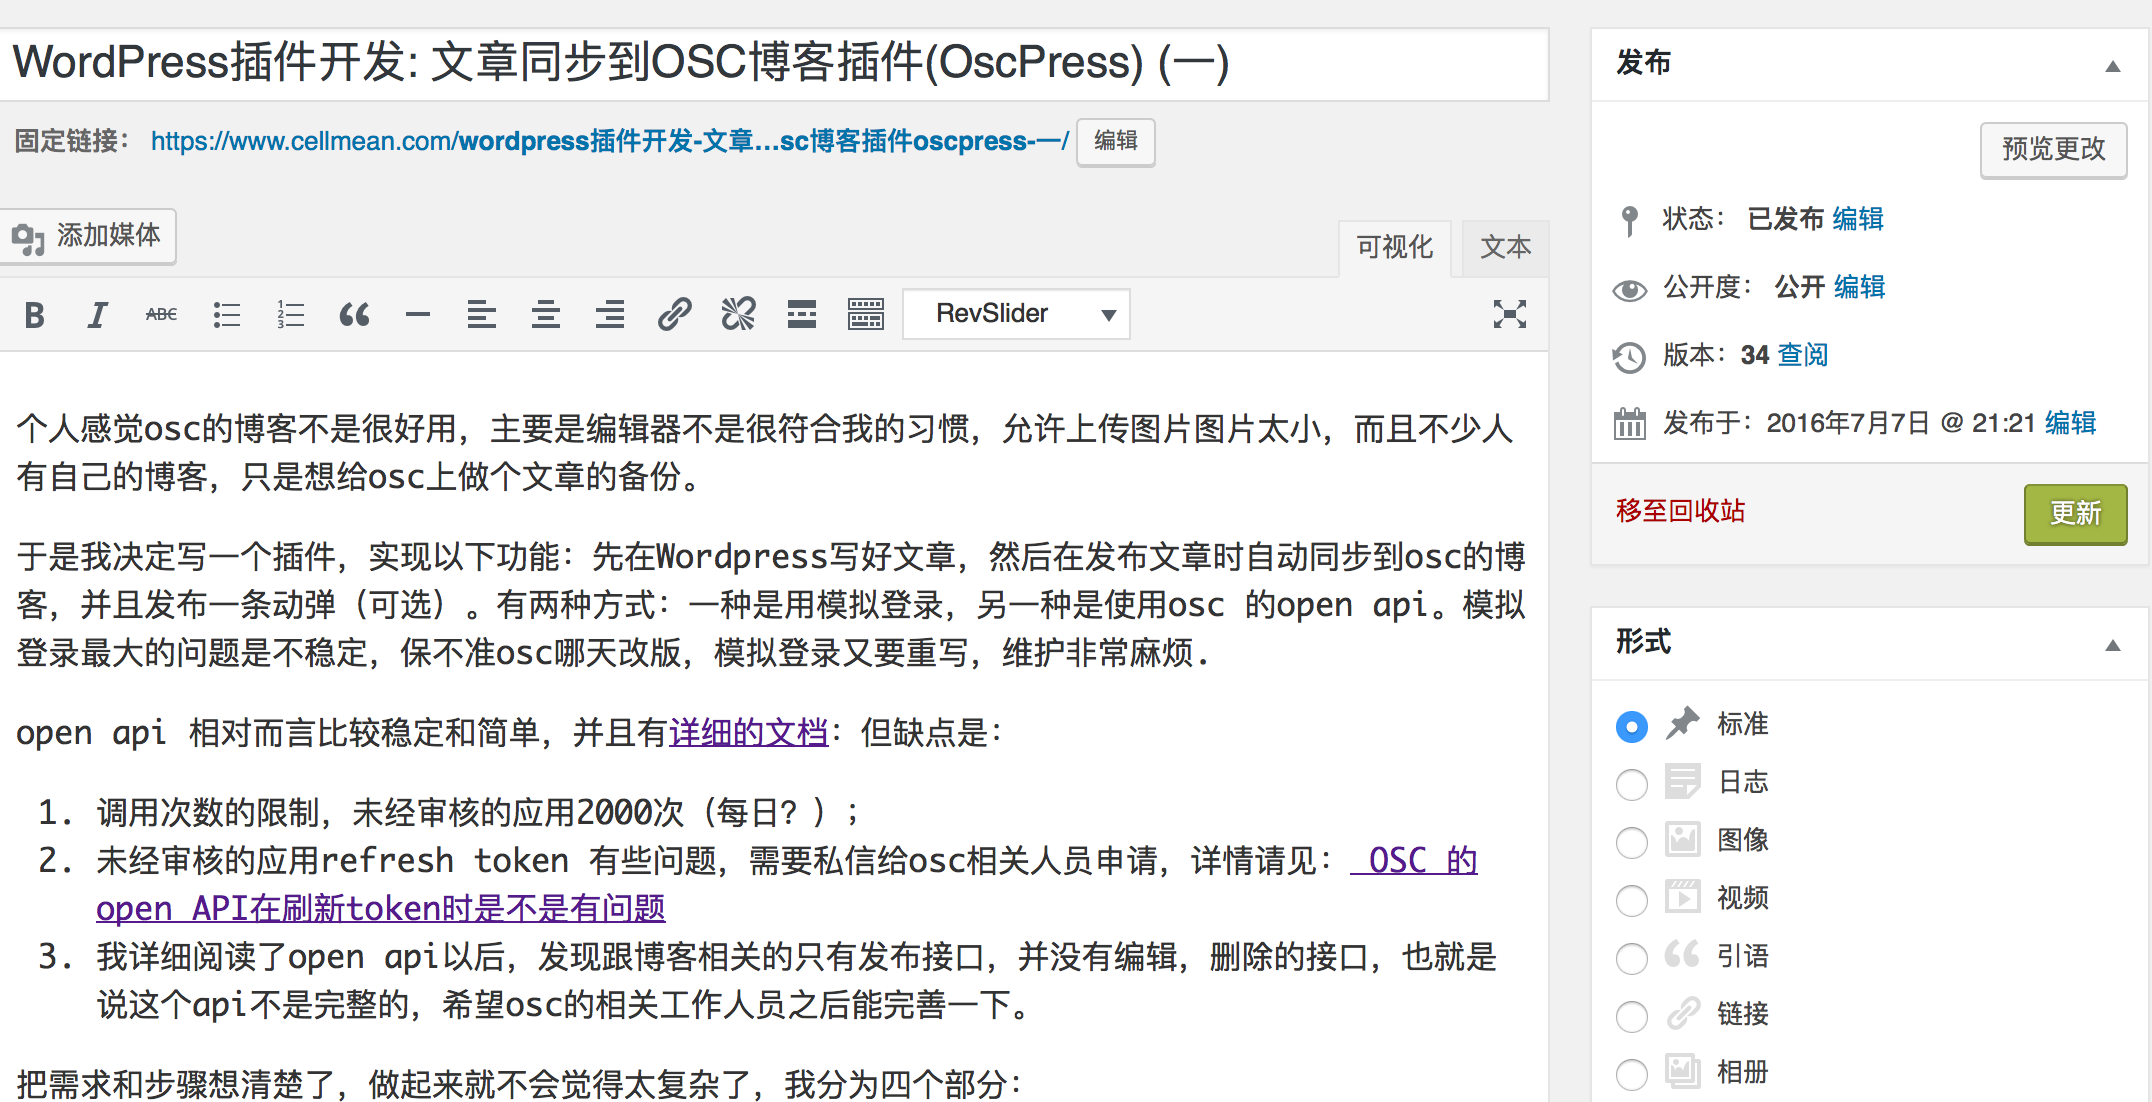 WordPress插件开发: 文章同步到OSC博客插件(OscPress) (一)
固定链接： https://www.cellmean.com/wordpress插件开发-文章...sc博客插件oscpress-一/ 编辑
添加媒体
可视化 文本
B I ABC RevSlider
个人感觉osc的博客不是很好用，主要是编辑器不是很符合我的习惯，允许上传图片图片太小，而且不少人
有自己的博客，只是想给osc上做个文章的备份。
于是我决定写一个插件，实现以下功能：先在Wordpress写好文章，然后在发布文章时自动同步到osc的博
客，并且发布一条动弹（可选）。有两种方式：一种是用模拟登录，另一种是使用osc 的open api。模拟
登录最大的问题是不稳定，保不准osc哪天改版，模拟登录又要重写，维护非常麻烦.
open api 相对而言比较稳定和简单，并且有详细的文档：但缺点是：
1. 调用次数的限制，未经审核的应用2000次（每日？）；
2. 未经审核的应用refresh token 有些问题，需要私信给osc相关人员申请，详情请见： OSC 的
open API在刷新token时是不是有问题
3. 我详细阅读了open api以后，发现跟博客相关的只有发布接口，并没有编辑，删除的接口，也就是
说这个api不是完整的，希望osc的相关工作人员之后能完善一下。
把需求和步骤想清楚了，做起来就不会觉得太复杂了，我分为四个部分：
发布
预览更改
状态： 已发布 编辑
公开度： 公开 编辑
版本：34 查阅
发布于：2016年7月7日 @ 21:21 编辑
移至回收站 更新
形式
标准
日志
图像
视频
引语
链接
相册